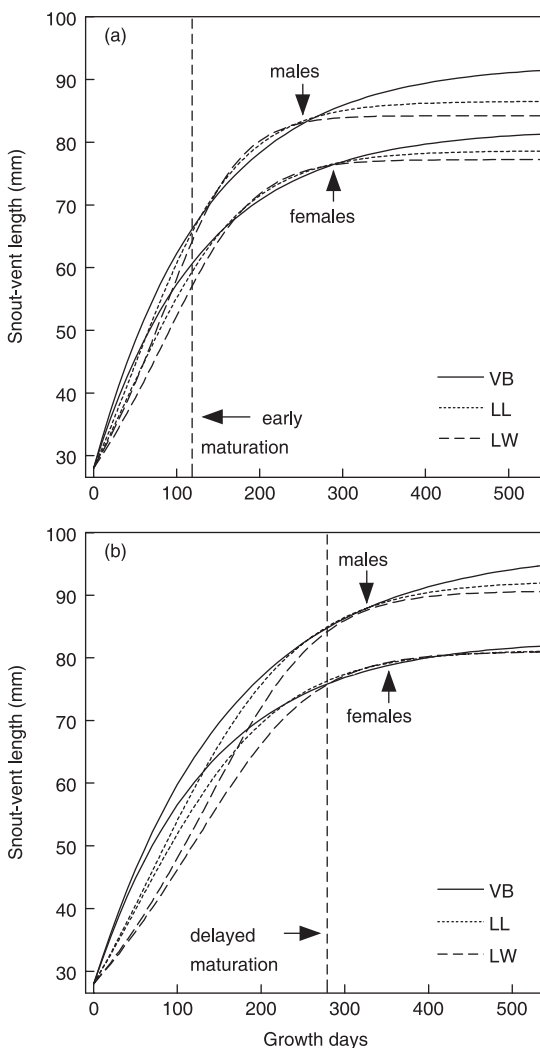 (a)
100
90
80
70
60
50
40
30
Snout-vent length (mm)
males
females
early
maturation
VB
LL
LW
0 100 200 300 400 500
(b)
100
90
80
70
60
50
40
30
Snout-vent length (mm)
males
females
delayed
maturation
VB
LL
LW
0 100 200 300 400 500
Growth days